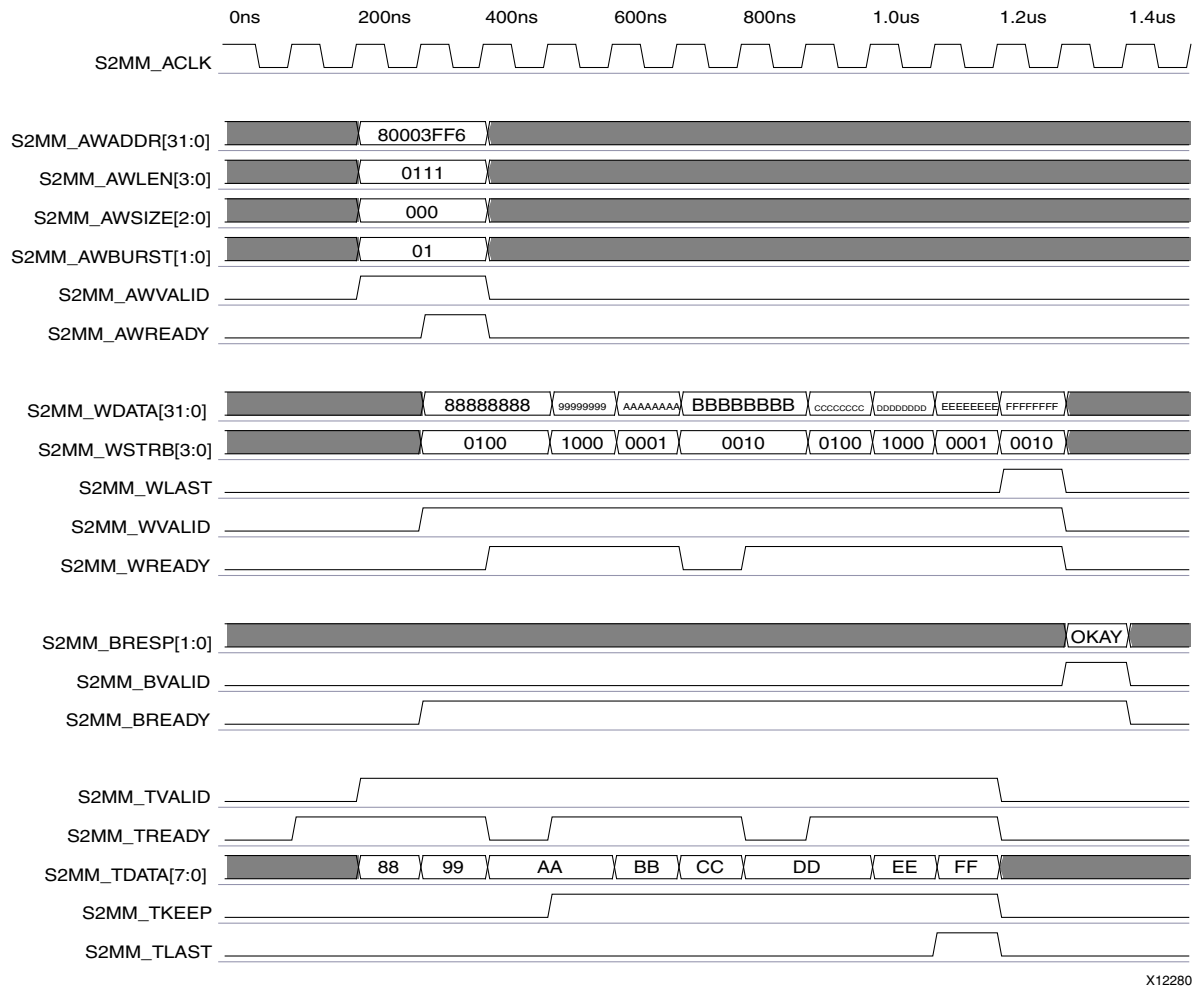 0ns 200ns 400ns 600ns 800ns 1.0us 1.2us 1.4us
S2MM_ACLK
S2MM_AWADDR[31:0] 80003FF6
S2MM_AWLEN[3:0] 0111
S2MM_AWSIZE[2:0] 000
S2MM_AWBURST[1:0] 01
S2MM_AWVALID
S2MM_AWREADY
S2MM_WDATA[31:0] 88888888 99999999 AAAAAAAA BBBBBBBB CCCCCCCC DDDDDDDD EEEEEEEE FFFFFFFF
S2MM_WSTRB[3:0] 0100 1000 0001 0010 0100 1000 0001 0010
S2MM_WLAST
S2MM_WVALID
S2MM_WREADY
S2MM_BRESP[1:0] OKAY
S2MM_BVALID
S2MM_BREADY
S2MM_TVALID
S2MM_TREADY
S2MM_TDATA[7:0] 88 99 AA BB CC DD EE FF
S2MM_TKEEP
S2MM_TLAST
X12280